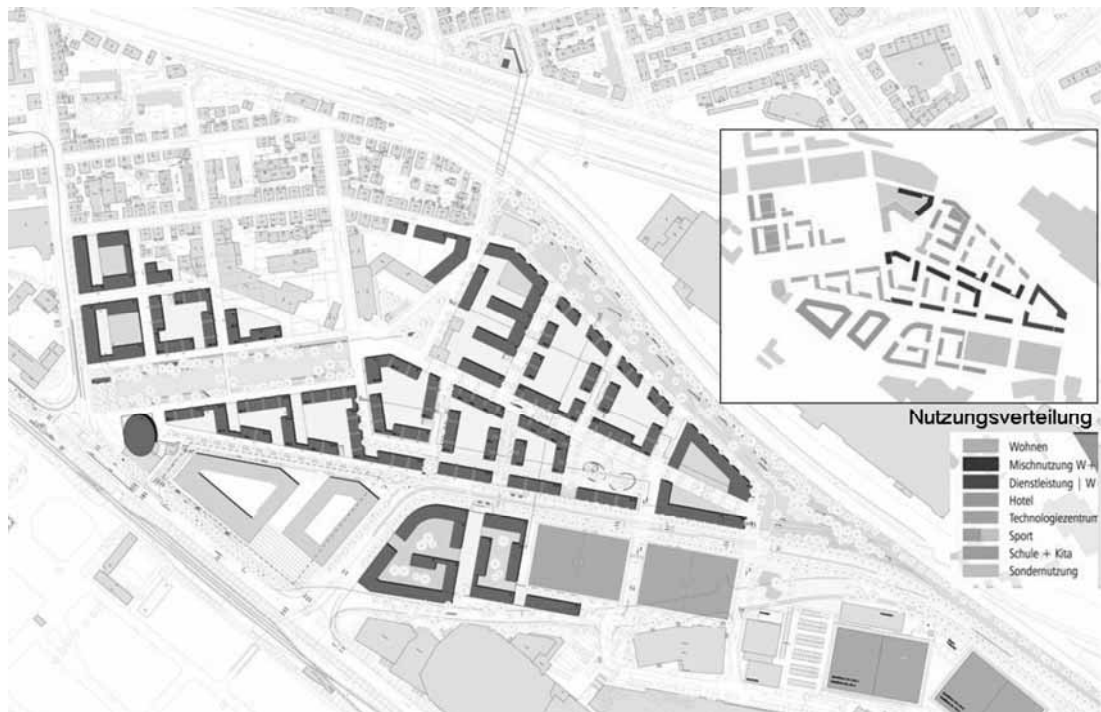 Nutzungsverteilung
Wohnen
Mischnutzung W +
Dienstleistung | W
Hotel
Technologiezentrum
Sport
Schule + Kita
Sondernutzung